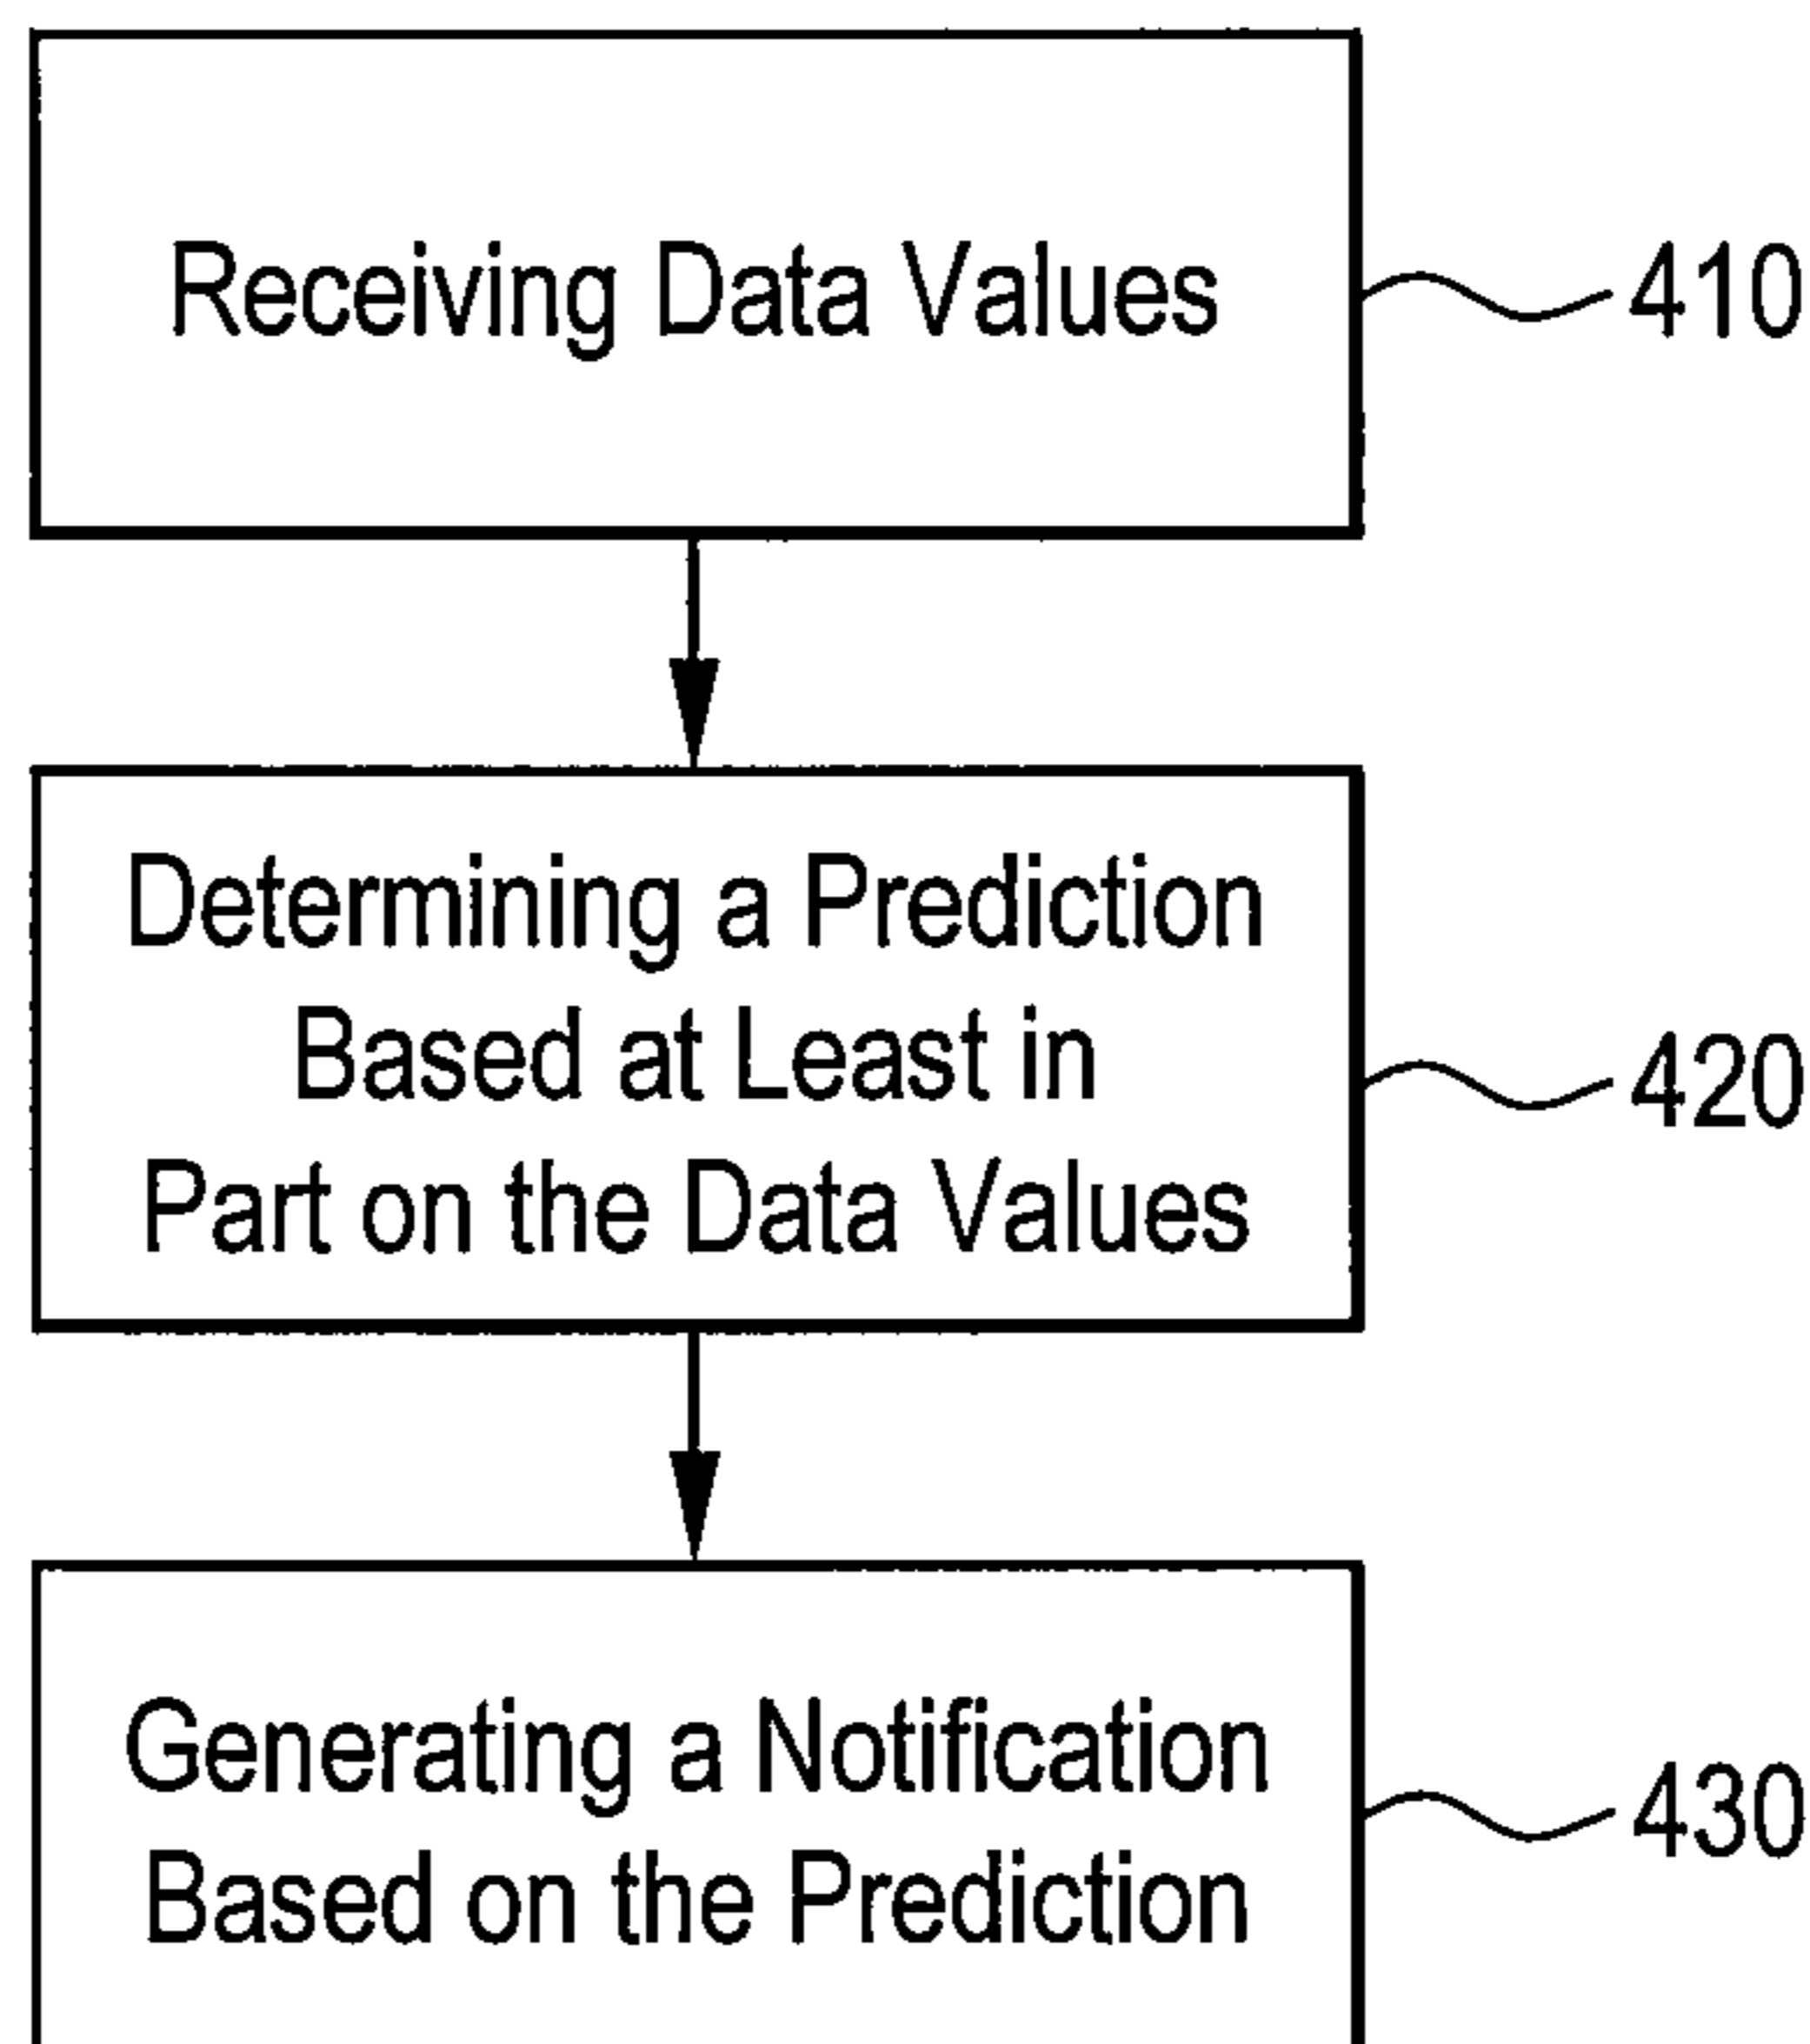 Receiving Data Values
410
Determining a Prediction
Based at Least in
Part on the Data Values
420
Generating a Notification
Based on the Prediction
430